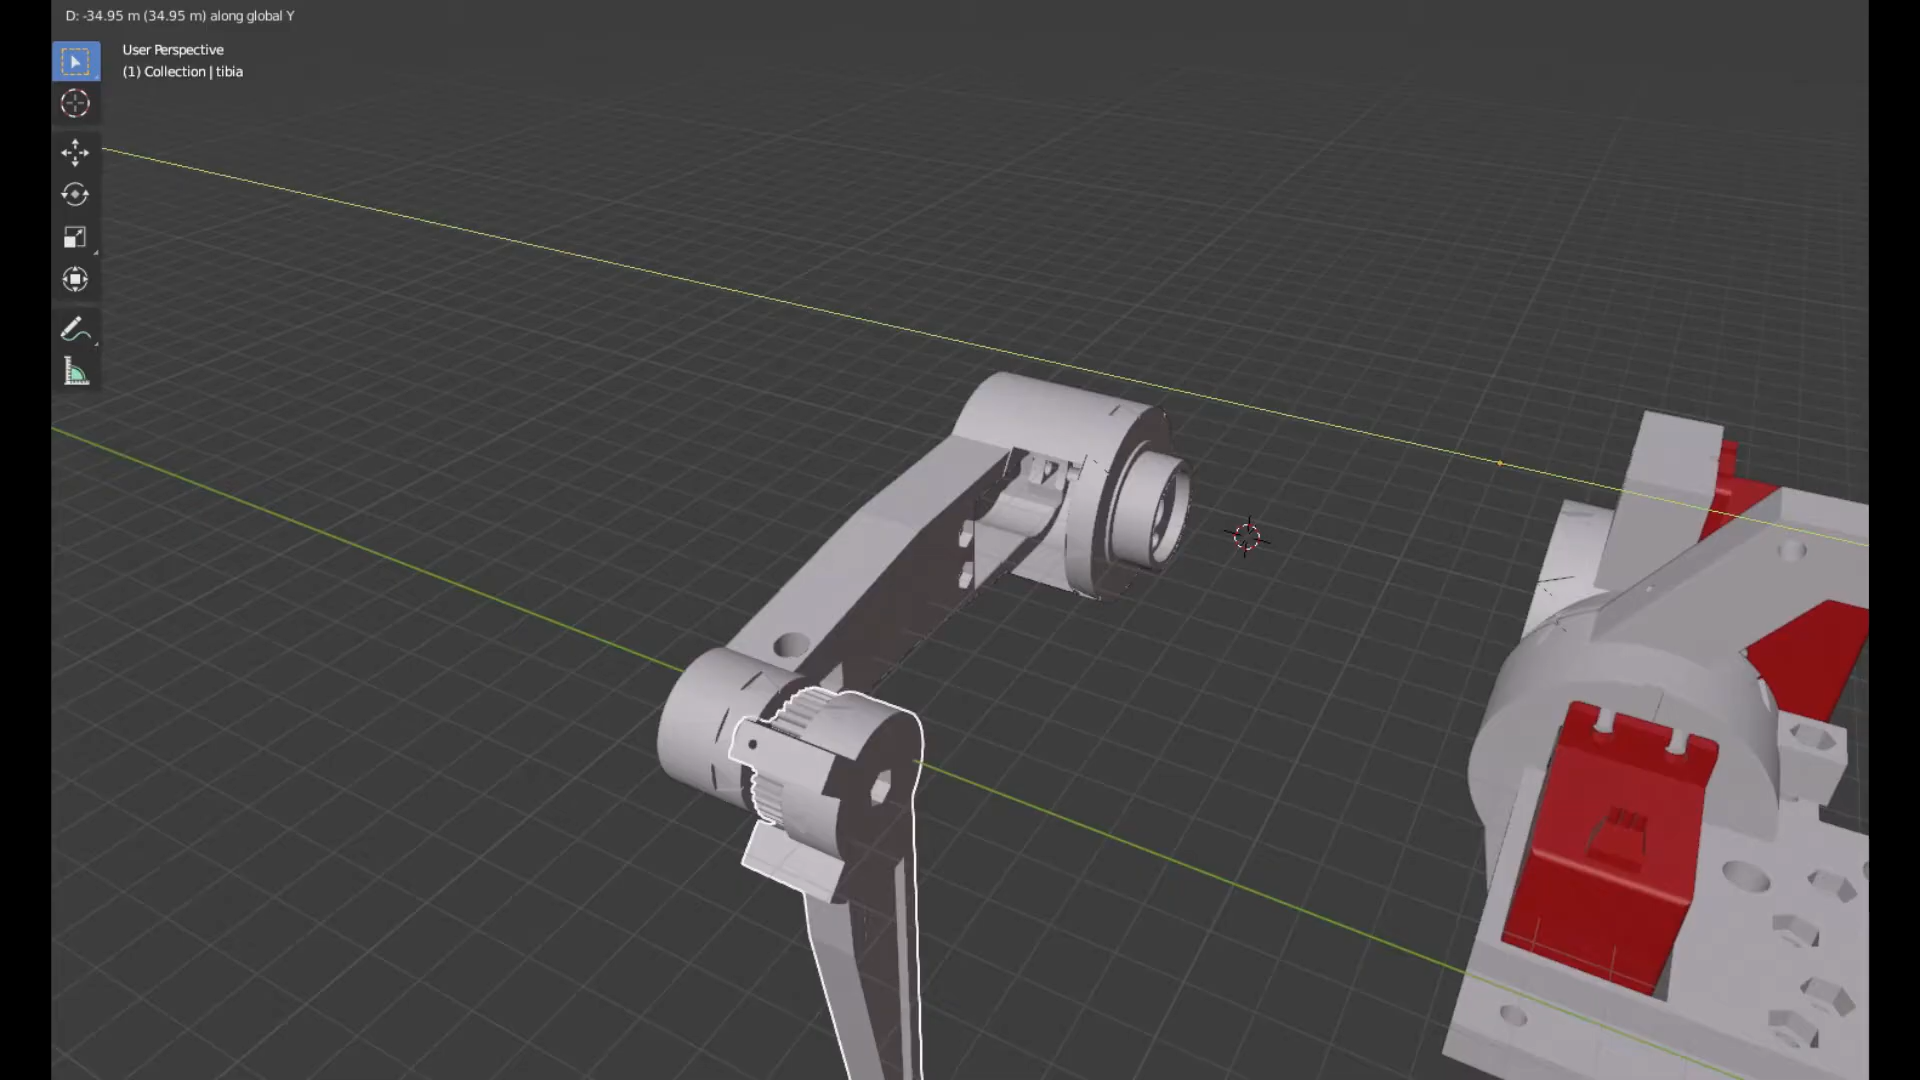 D: -34.95 m (34.95 m) along global Y
User Perspective
(1) Collection | tibia